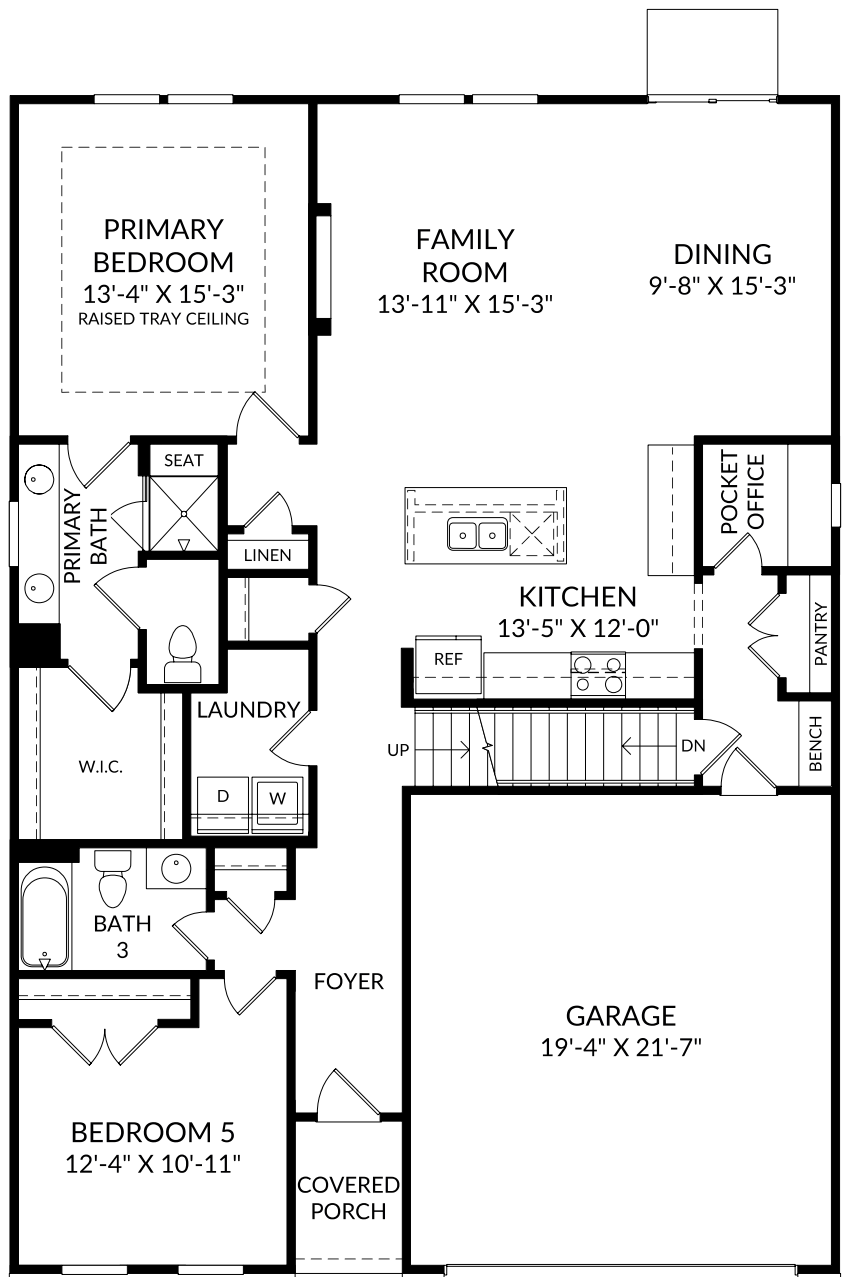 PRIMARY
BEDROOM
13'-4" X 15'-3"
RAISED TRAY CEILING
FAMILY
ROOM
13'-11" X 15'-3"
DINING
9'-8" X 15'-3"
SEAT
PRIMARY
BATH
LINEN
POCKET
OFFICE
KITCHEN
13'-5" X 12'-0"
REF
PANTRY
LAUNDRY
UP
DN
BENCH
W.I.C.
D
W
BATH
3
FOYER
GARAGE
19'-4" X 21'-7"
BEDROOM 5
12'-4" X 10'-11"
COVERED
PORCH